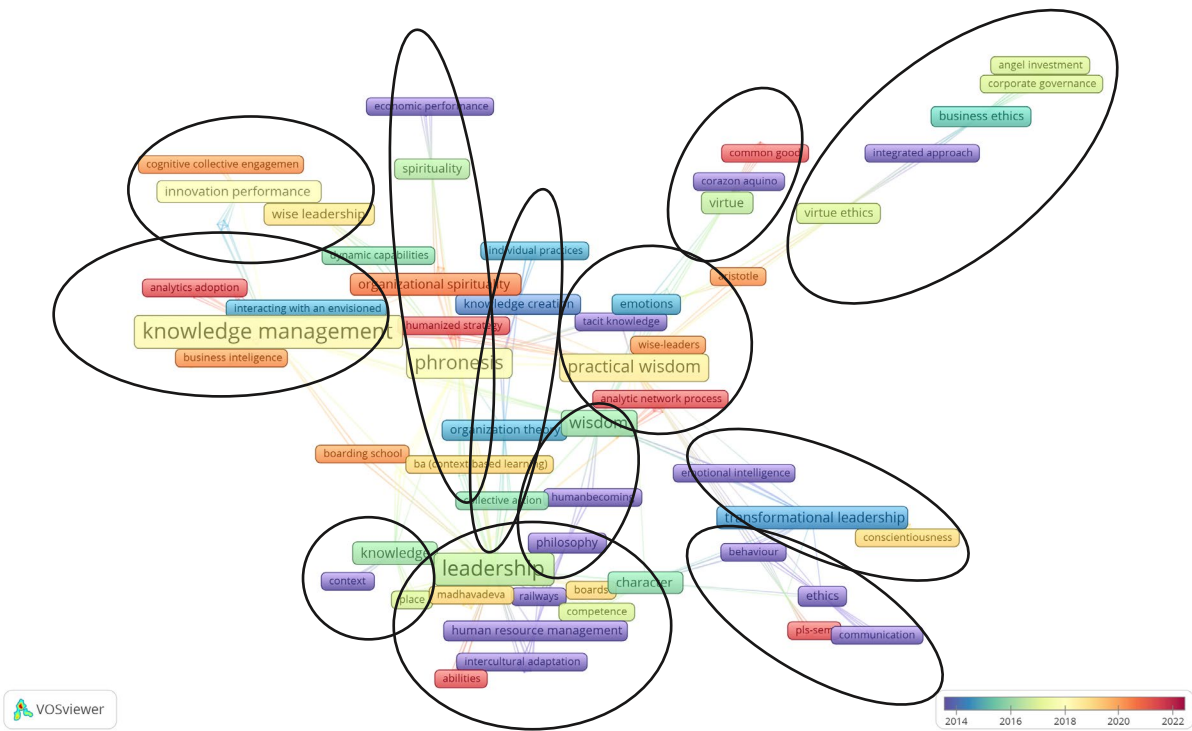 angel investment
corporate governance
economic performance
business ethics
common good
integrated approach
cognitive collective engagemen
spirituality
corazon aquino
innovation performance
virtue
wise leadership
virtue ethics
dynamic capabilities
individual practices
aristotle
analytics adoption
organizational spirituality
interacting with an envisioned
knowledge creation
emotions
tacit knowledge
knowledge management
humanized strategy
wise-leaders
business inteligence
phronesis
practical wisdom
analytic network process
organization theory
wisdom
boarding school
ba (context based learning)
emotional intelligence
collective action
humanbecoming
transformational leadership
conscientiousness
philosophy
knowledge
behaviour
leadership
context
character
place
madhavadeva
railways
boards
ethics
competence
human resource management
pls-sem
communication
intercultural adaptation
abilities
VOSviewer
2014 2016 2018 2020 2022